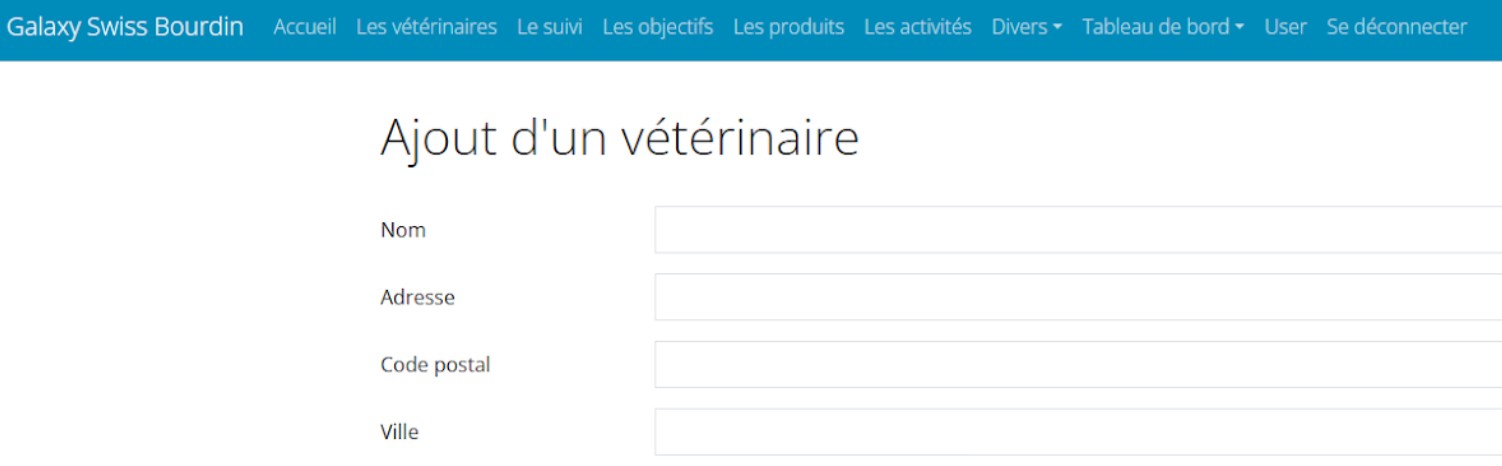 Galaxy Swiss Bourdin Accueil Les vétérinaires Le suivi Les objectifs Les produits Les activités Divers Tableau de bord User Se déconnecter
Ajout d'un vétérinaire
Nom
Adresse
Code postal
Ville